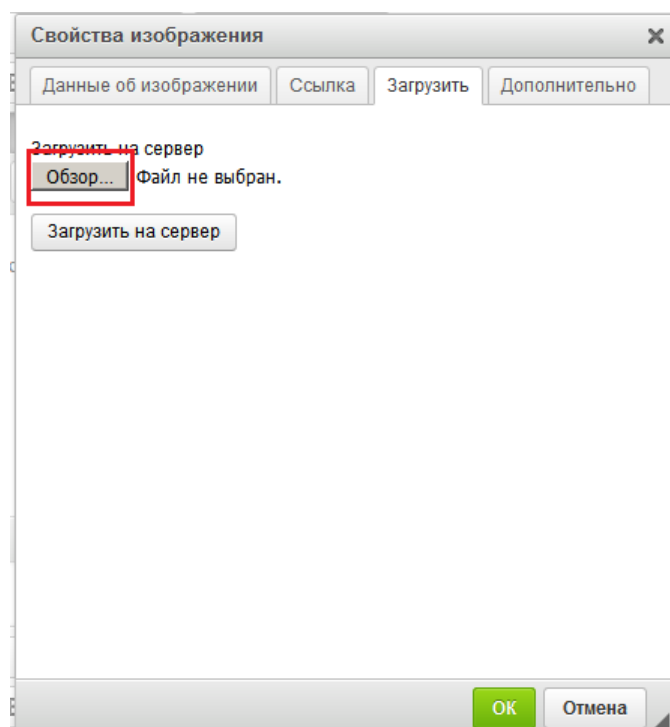 Свойства изображения
Данные об изображении Ссылка Загрузить Дополнительно
Загрузить на сервер
Обзор... Файл не выбран.
Загрузить на сервер
ОК Отмена